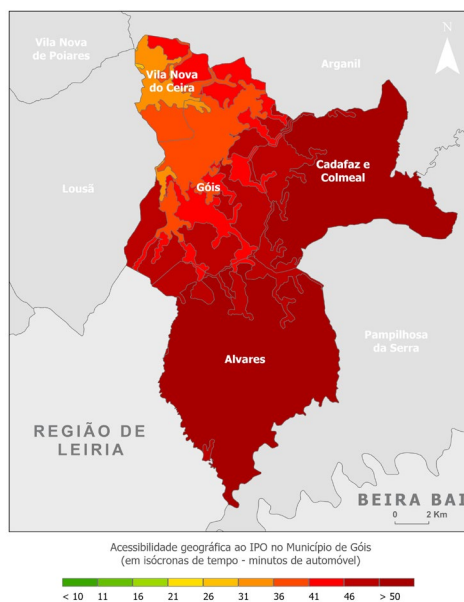 Vila Nova
de Poiares
N
Arganil
Vila Nova
do Ceira
Cadafaz e
Colmeal
Lousã
Góis
Pampilhosa
da Serra
Alvares
REGIÃO DE
LEIRIA
BEIRA BAI
0 2 Km
Acessibilidade geográfica ao IPO no Município de Góis
(em isócronas de tempo - minutos de automóvel)
< 10 11 16 21 26 31 36 41 46 > 50